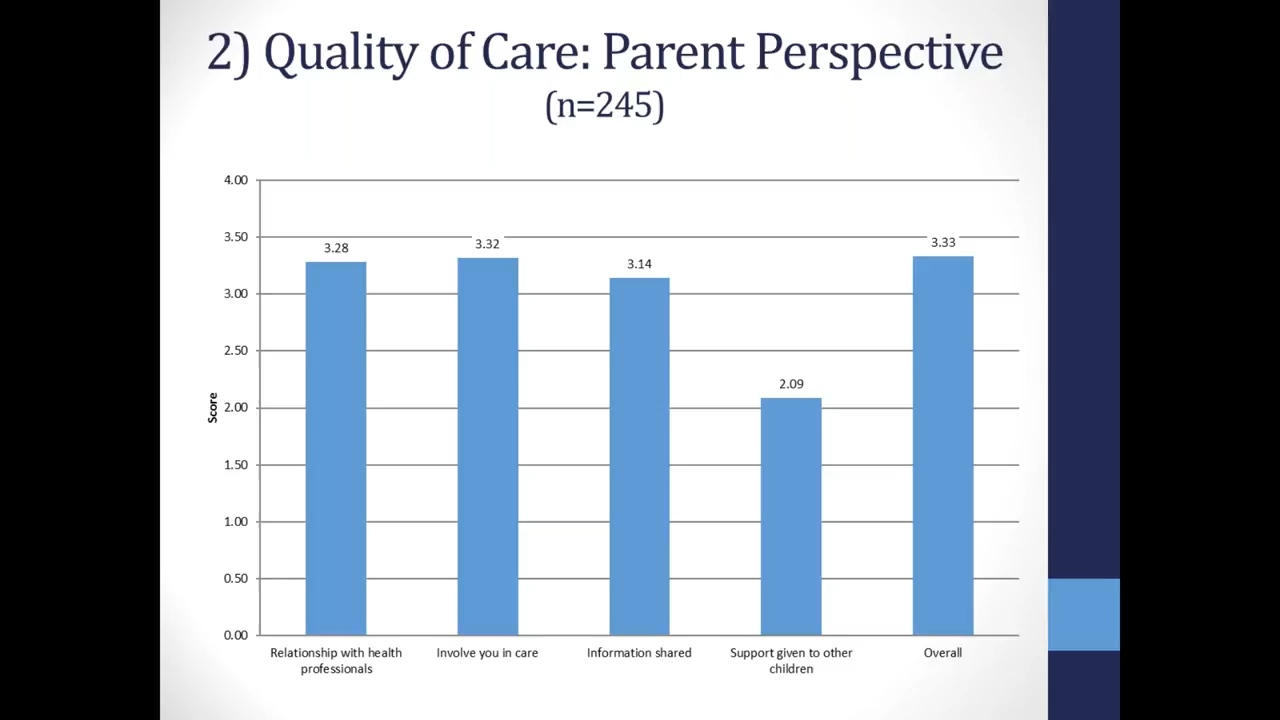 2) Quality of Care: Parent Perspective
(n=245)
4.00
3.50
3.00
2.50
2.00
1.50
1.00
0.50
0.00
Score
3.28
3.32
3.14
2.09
3.33
Relationship with health
professionals
Involve you in care
Information shared
Support given to other
children
Overall